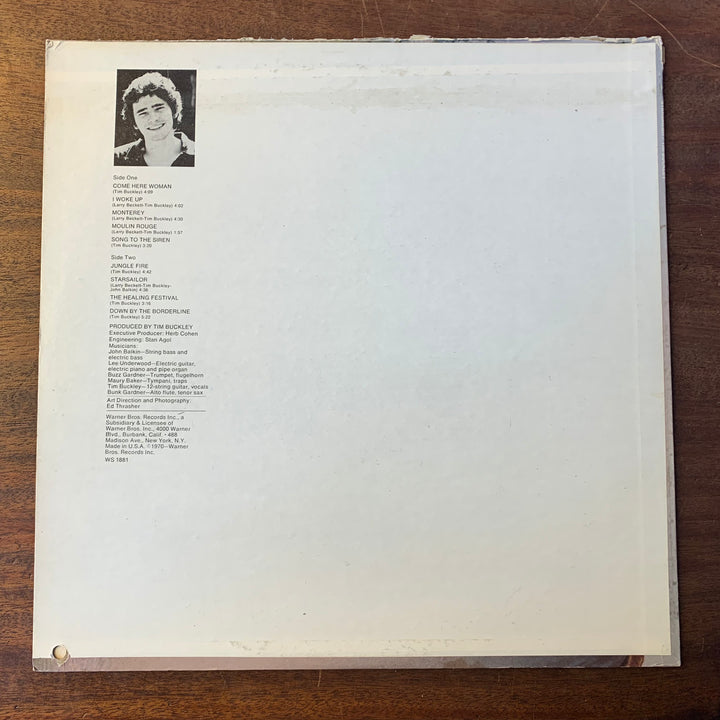 Side One
COME HERE WOMAN
(Tim Buckley) 4:09
I WOKE UP
(Larry Beckett-Tim Buckley) 4:02
MONTEREY
(Larry Beckett-Tim Buckley) 4:30
MOULIN ROUGE
(Larry Beckett-Tim Buckley) 1:57
SONG TO THE SIREN
(Tim Buckley) 3:20
Side Two
JUNGLE FIRE
(Tim Buckley) 4:42
STARSAILOR
(Larry Beckett-Tim Buckley-
John Balkin) 4:36
THE HEALING FESTIVAL
(Tim Buckley) 3:16
DOWN BY THE BORDERLINE
(Tim Buckley) 5:22
PRODUCED BY TIM BUCKLEY
Executive Producer: Herb Cohen
Engineering: Stan Agol
Musicians:
John Balkin—String bass and
electric bass
Lee Underwood—Electric guitar,
electric piano and pipe organ
Buzz Gardner—Trumpet, flugelhorn
Maury Baker—Tympani, traps
Tim Buckley—12-string guitar, vocals
Bunk Gardner—Alto flute, tenor sax
Art Direction and Photography:
Ed Thrasher
Warner Bros. Records Inc., a
Subsidiary & Licensee of
Warner Bros. Inc., 4000 Warner
Blvd., Burbank, Calif. • 488
Madison Ave., New York, N.Y.
Made in U.S.A. ©1970—Warner
Bros. Records Inc.
WS 1881